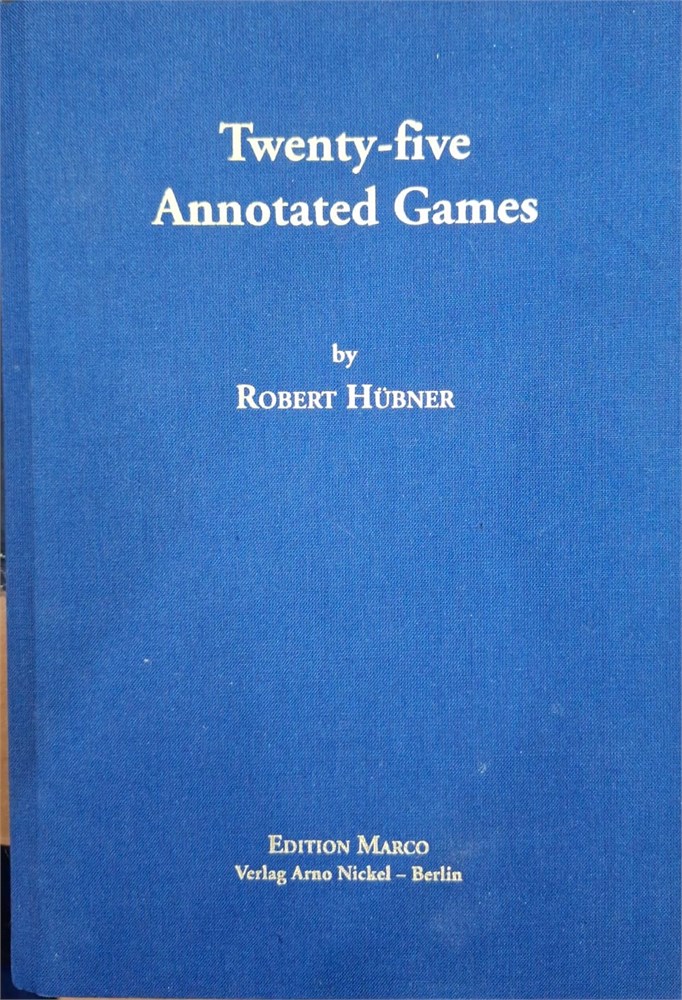 Twenty-five
Annotated Games
by
ROBERT HÜBNER
EDITION MARCO
Verlag Arno Nickel – Berlin